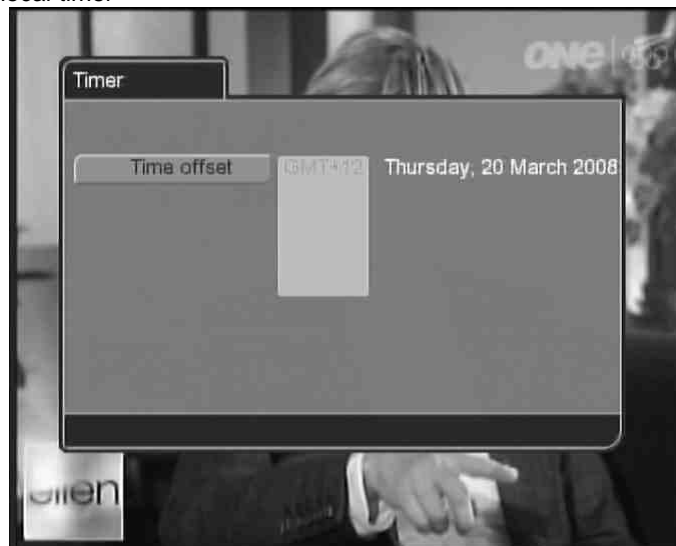 local time.
ONE
Timer
Time offset GMT+12 Thursday, 20 March 2008
ellen